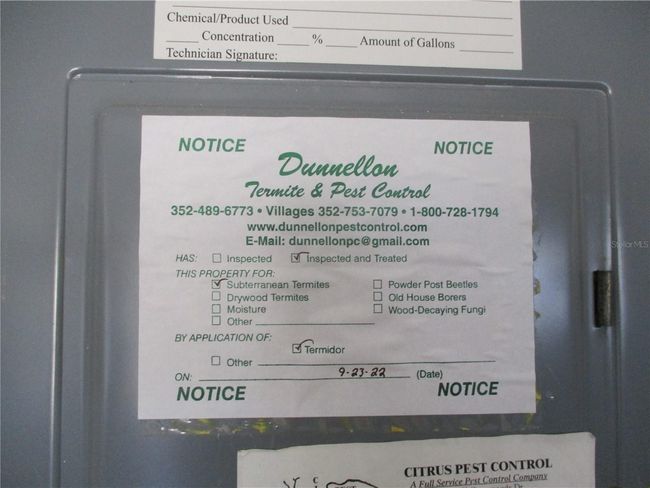 Chemical/Product Used
Concentration % Amount of Gallons
Technician Signature:
NOTICE NOTICE
Dunnellon
Termite & Pest Control
352-489-6773 • Villages 352-753-7079 • 1-800-728-1794
www.dunnellonpestcontrol.com
E-Mail: dunnellonpc@gmail.com
HAS: Inspected Inspected and Treated
THIS PROPERTY FOR:
Subterranean Termites Powder Post Beetles
Drywood Termites Old House Borers
Moisture Wood-Decaying Fungi
Other
BY APPLICATION OF:
Termidor
Other
ON: 9-23-22 (Date)
NOTICE NOTICE
Stellar MLS
CITRUS PEST CONTROL
A Full Service Pest Control Company